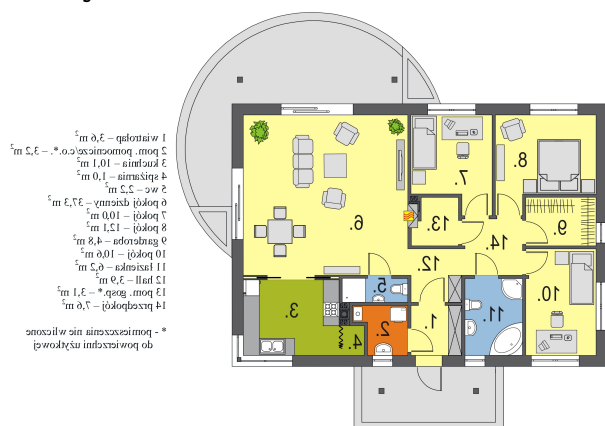 1 wiatrołap – 3,6 m²
2 pom. pomocnicze/c.o.*. – 3,2 m²
3 kuchnia – 10,1 m²
4 spiżarnia – 1,0 m²
5 wc – 2,2 m²
6 pokój dzienny – 37,3 m²
7 pokój – 10,0 m²
8 pokój – 12,1 m²
9 garderoba – 4,8 m²
10 pokój – 10,6 m²
11 łazienka – 6,2 m²
12 hall – 3,9 m²
13 pom. gosp.* – 3,1 m²
14 przedpokój – 7,6 m²
* - pomieszczenia nie wliczone
do powierzchni użytkowej
8.
7.
6.
13.
9.
14.
12.
5.
10.
3.
1.
11.
2.
4.